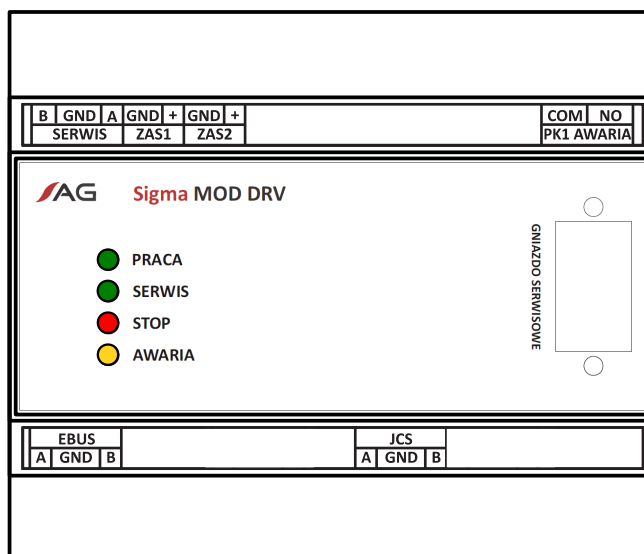 B GND A GND + GND +
SERWIS ZAS1 ZAS2
COM NO
PK1 AWARIA
AG Sigma MOD DRV
PRACA
SERWIS
STOP
AWARIA
GNIAZDO SERWISOWE
EBUS
A GND B
JCS
A GND B